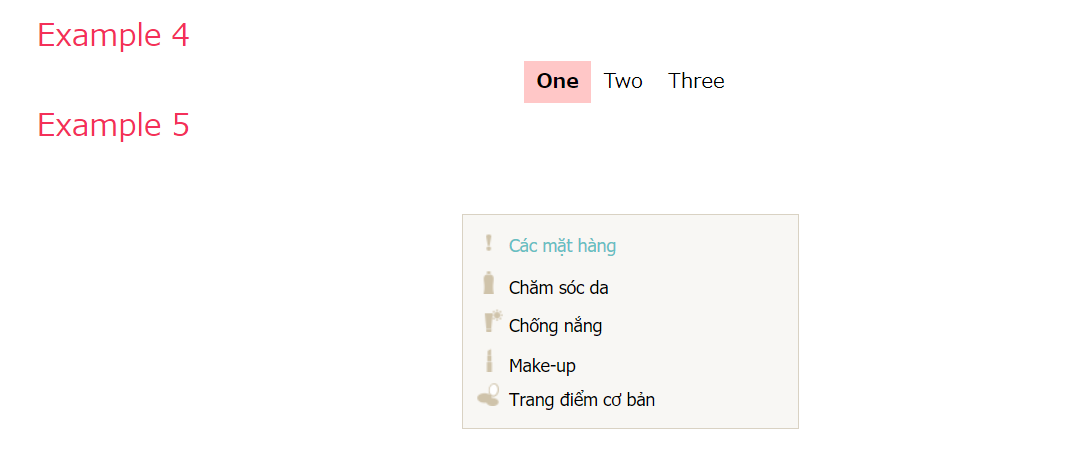 Example 4
One Two Three
Example 5
Các mặt hàng
Chăm sóc da
Chống nắng
Make-up
Trang điểm cơ bản